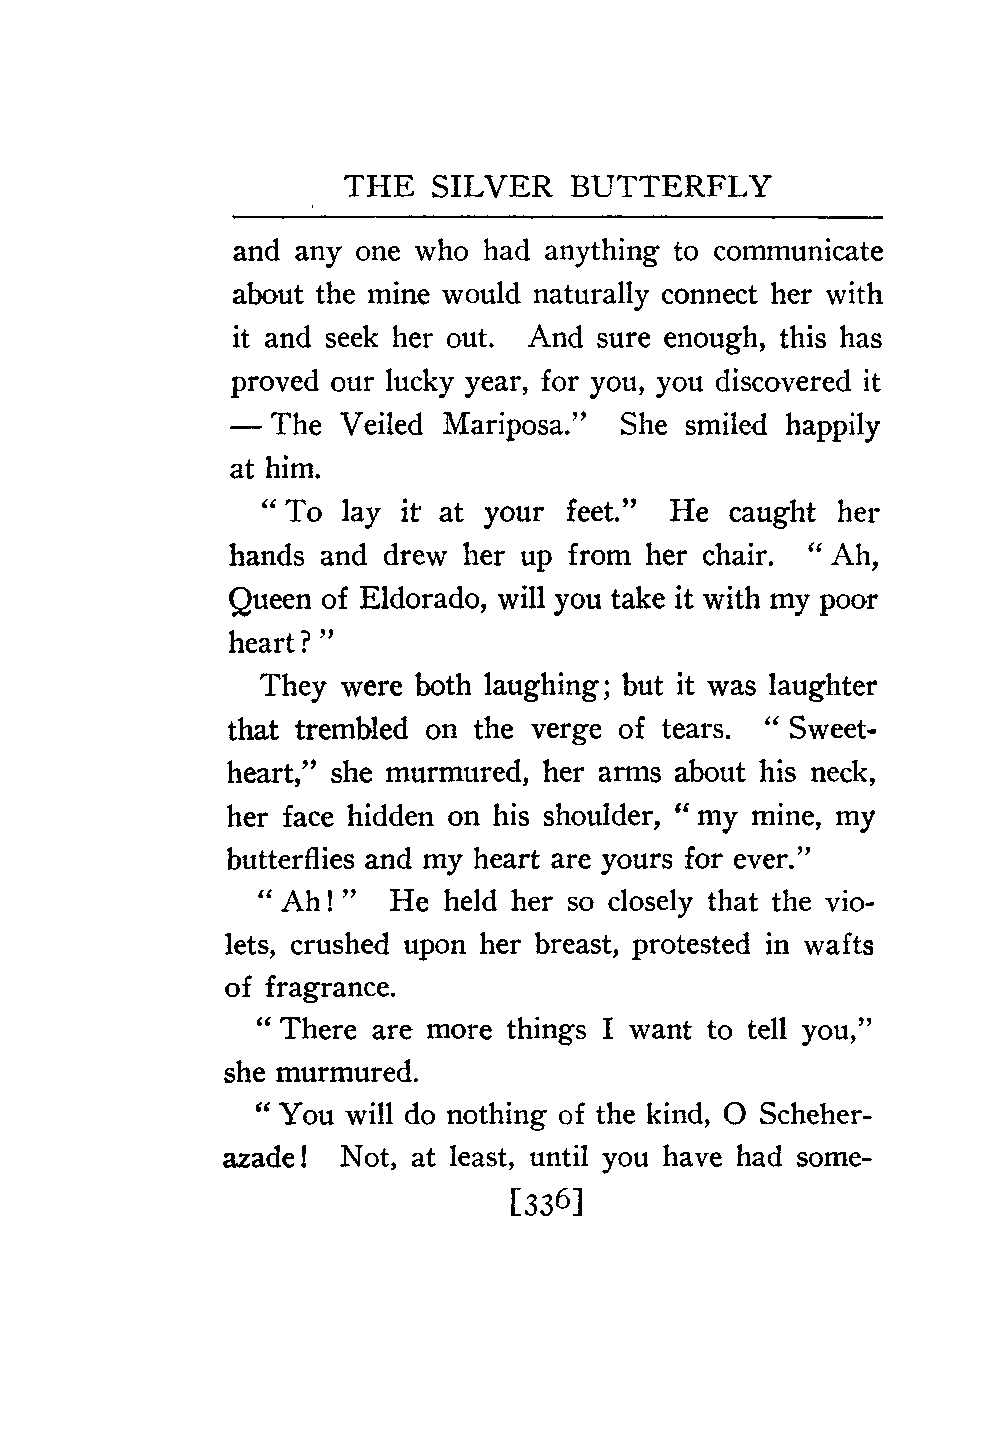 THE SILVER BUTTERFLY
and any one who had anything to communicate
about the mine would naturally connect her with
it and seek her out. And sure enough, this has
proved our lucky year, for you, you discovered it
— The Veiled Mariposa.” She smiled happily
at him.
“ To lay it at your feet.” He caught her
hands and drew her up from her chair. “ Ah,
Queen of Eldorado, will you take it with my poor
heart? ”
They were both laughing; but it was laughter
that trembled on the verge of tears. “ Sweet-
heart,” she murmured, her arms about his neck,
her face hidden on his shoulder, “ my mine, my
butterflies and my heart are yours for ever.”
“ Ah! ” He held her so closely that the vio-
lets, crushed upon her breast, protested in wafts
of fragrance.
“ There are more things I want to tell you,”
she murmured.
“ You will do nothing of the kind, O Scheher-
azade! Not, at least, until you have had some-
[336]